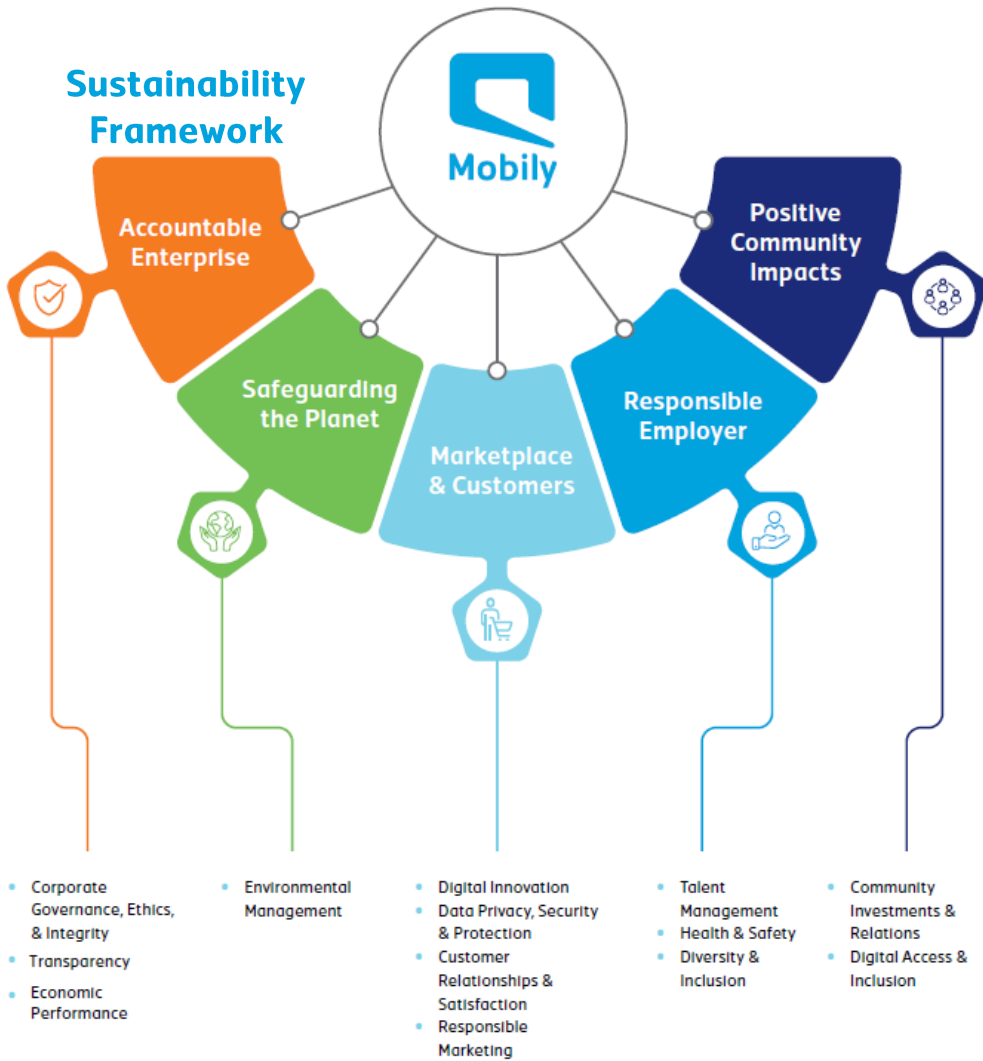 Sustainability
Framework
Mobily
Accountable
Enterprise
Safeguarding
the Planet
Marketplace
& Customers
Responsible
Employer
Positive
Community
Impacts
• Corporate
Governance, Ethics,
& Integrity
• Transparency
• Economic
Performance
• Environmental
Management
• Digital Innovation
• Data Privacy, Security
& Protection
• Customer
Relationships &
Satisfaction
• Responsible
Marketing
• Talent
Management
• Health & Safety
• Diversity &
Inclusion
• Community
Investments &
Relations
• Digital Access &
Inclusion